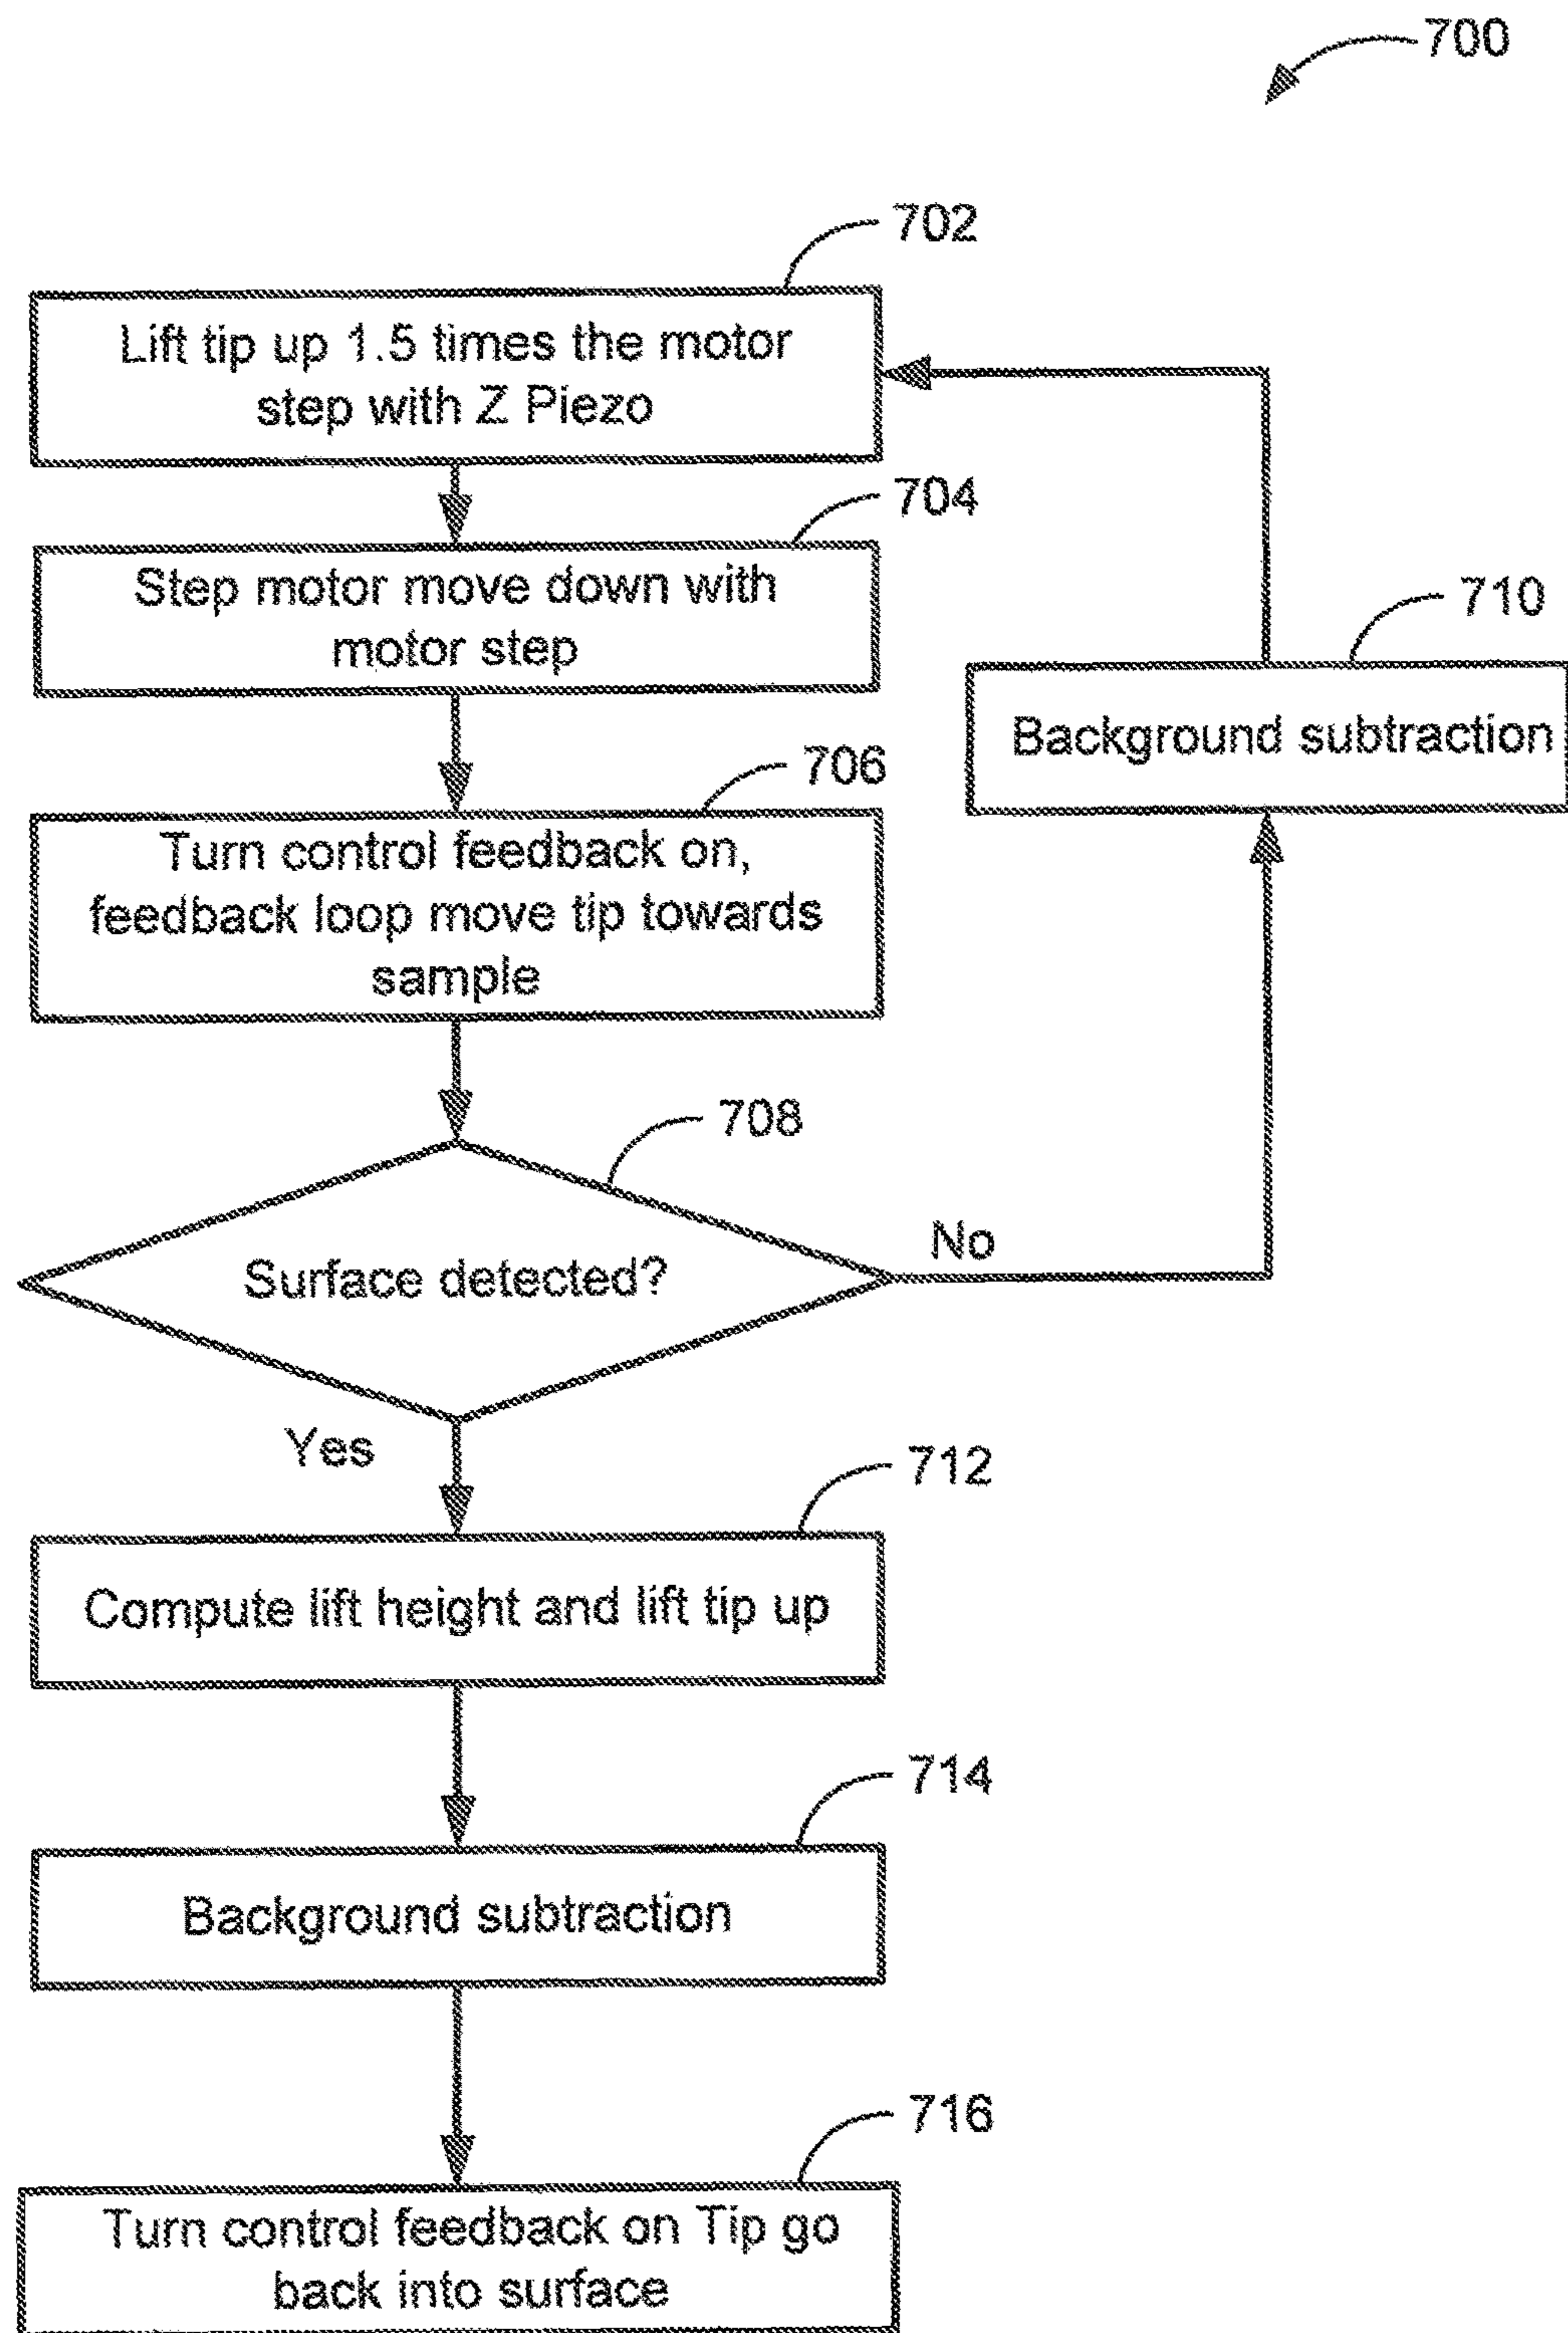 700
702
Lift tip up 1.5 times the motor
step with Z Piezo
704
Step motor move down with
motor step
710
Background subtraction
706
Turn control feedback on,
feedback loop move tip towards
sample
708
Surface detected?
No
Yes
712
Compute lift height and lift tip up
714
Background subtraction
716
Turn control feedback on Tip go
back into surface